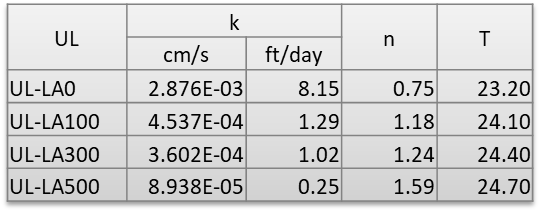 UL k n T
cm/s ft/day
UL-LA0 2.876E-03 8.15 0.75 23.20
UL-LA100 4.537E-04 1.29 1.18 24.10
UL-LA300 3.602E-04 1.02 1.24 24.40
UL-LA500 8.938E-05 0.25 1.59 24.70